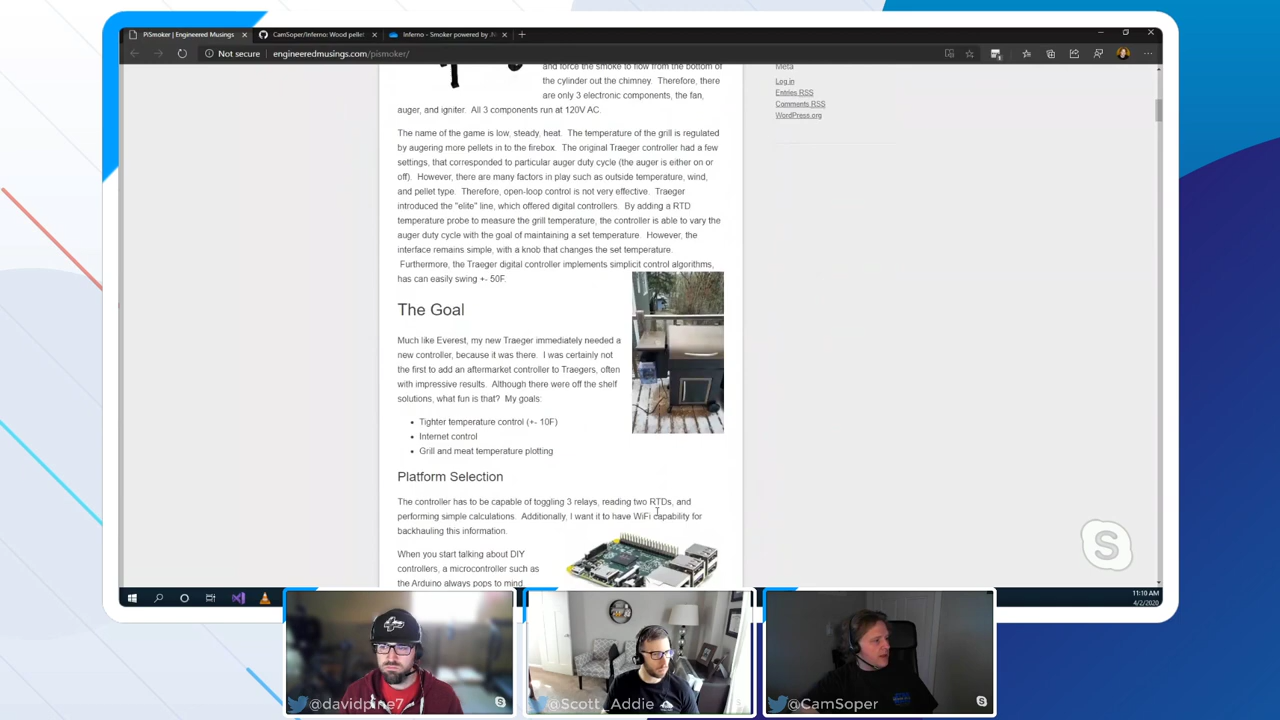 PiSmoker | Engineered Musings
CamSoper/Inferno: Wood pellet
Inferno - Smoker powered by .N
Not secure
engineeredmusings.com/pismoker/
and force the smoke to flow from the bottom of
the cylinder out the chimney. Therefore, there
are only 3 electronic components, the fan,
auger, and igniter. All 3 components run at 120V AC.
The name of the game is low, steady, heat. The temperature of the grill is regulated
by augering more pellets in to the firebox. The original Traeger controller had a few
settings, that corresponded to particular auger duty cycle (the auger is either on or
off). However, there are many factors in play such as outside temperature, wind,
and pellet type. Therefore, open-loop control is not very effective. Traeger
introduced the "elite" line, which offered digital controllers. By adding a RTD
temperature probe to measure the grill temperature, the controller is able to vary the
auger duty cycle with the goal of maintaining a set temperature. However, the
interface remains simple, with a knob that changes the set temperature.
Furthermore, the Traeger digital controller implements simplicit control algorithms,
has can easily swing +- 50F.
The Goal
Much like Everest, my new Traeger immediately needed a
new controller, because it was there. I was certainly not
the first to add an aftermarket controller to Traegers, often
with impressive results. Although there were off the shelf
solutions, what fun is that? My goals:
Tighter temperature control (+- 10F)
Internet control
Grill and meat temperature plotting
Platform Selection
The controller has to be capable of toggling 3 relays, reading two RTDs, and
performing simple calculations. Additionally, I want it to have WiFi capability for
backhauling this information.
When you start talking about DIY
controllers, a microcontroller such as
the Arduino always pops to mind
Meta
Log in
Entries RSS
Comments RSS
WordPress.org
11:10 AM
4/2/2020
@davidpine7
@Scott_Addie
@CamSoper